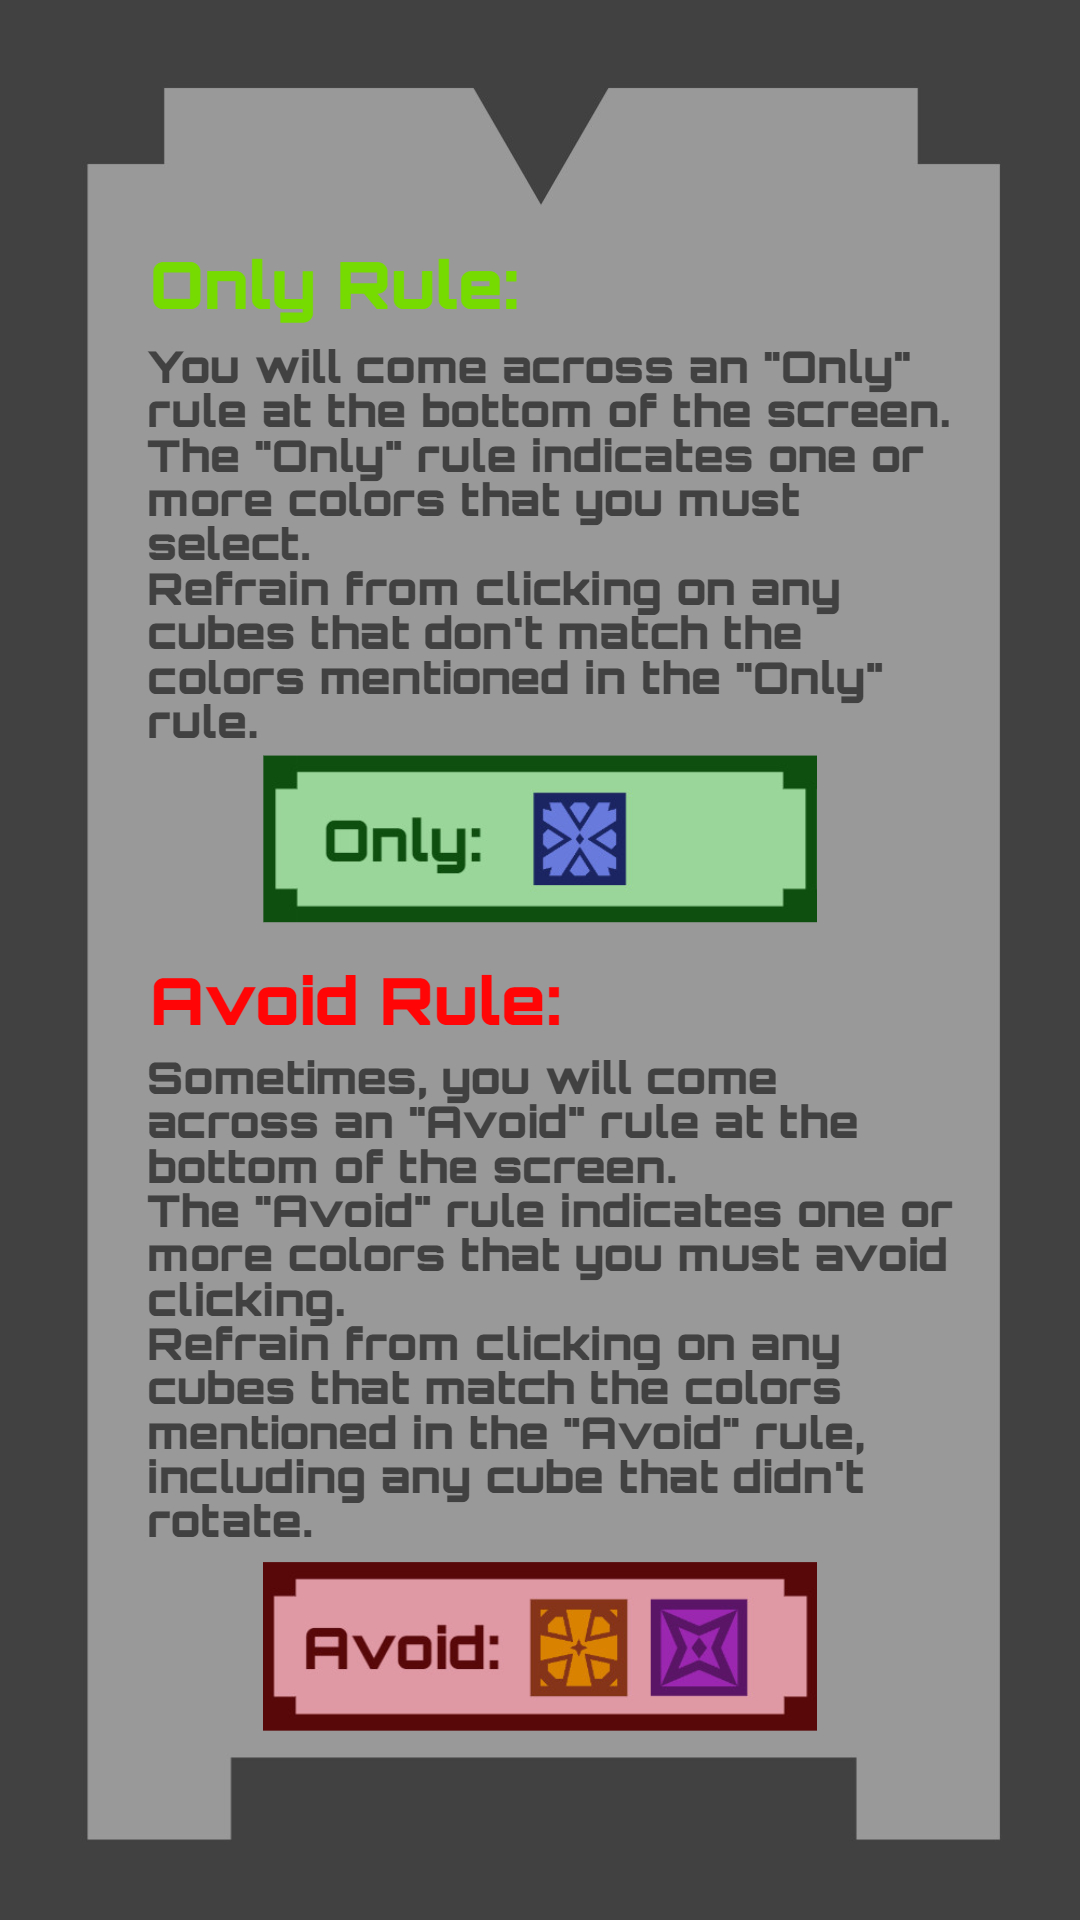 Only Rule:
You will come across an "Only"
rule at the bottom of the screen.
The "Only" rule indicates one or
more colors that you must
select.
Refrain from clicking on any
cubes that don't match the
colors mentioned in the "Only"
rule.
Only:
Avoid Rule:
Sometimes, you will come
across an "Avoid" rule at the
bottom of the screen.
The "Avoid" rule indicates one or
more colors that you must avoid
clicking.
Refrain from clicking on any
cubes that match the colors
mentioned in the "Avoid" rule,
including any cube that didn't
rotate.
Avoid: